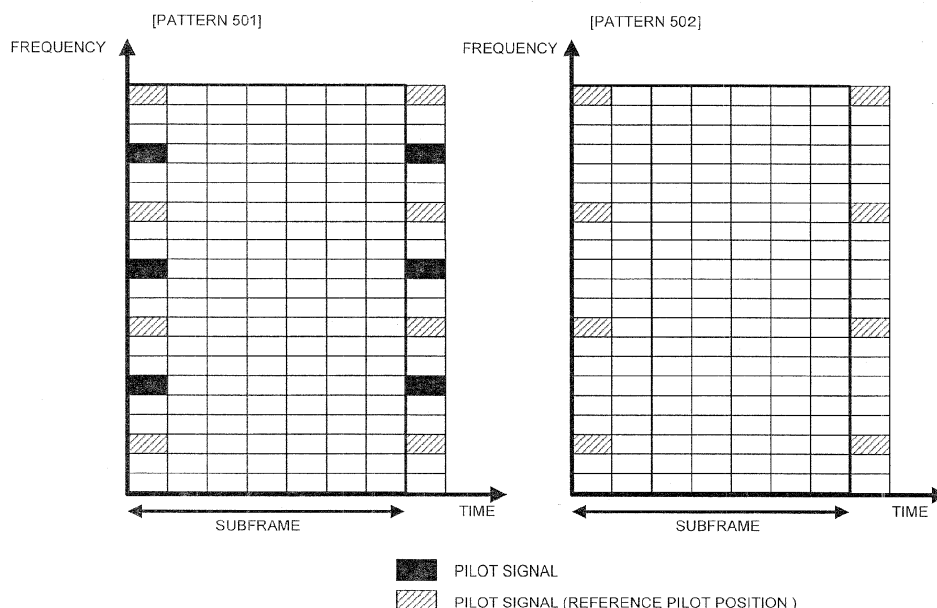 [PATTERN 501]
[PATTERN 502]
FREQUENCY
FREQUENCY
TIME
TIME
SUBFRAME
SUBFRAME
PILOT SIGNAL
PILOT SIGNAL (REFERENCE PILOT POSITION )